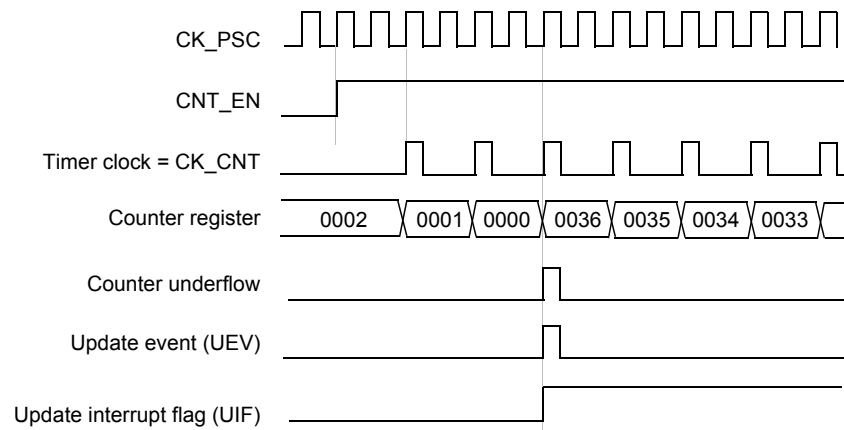 CK_PSC
CNT_EN
Timer clock = CK_CNT
Counter register 0002 0001 0000 0036 0035 0034 0033
Counter underflow
Update event (UEV)
Update interrupt flag (UIF)